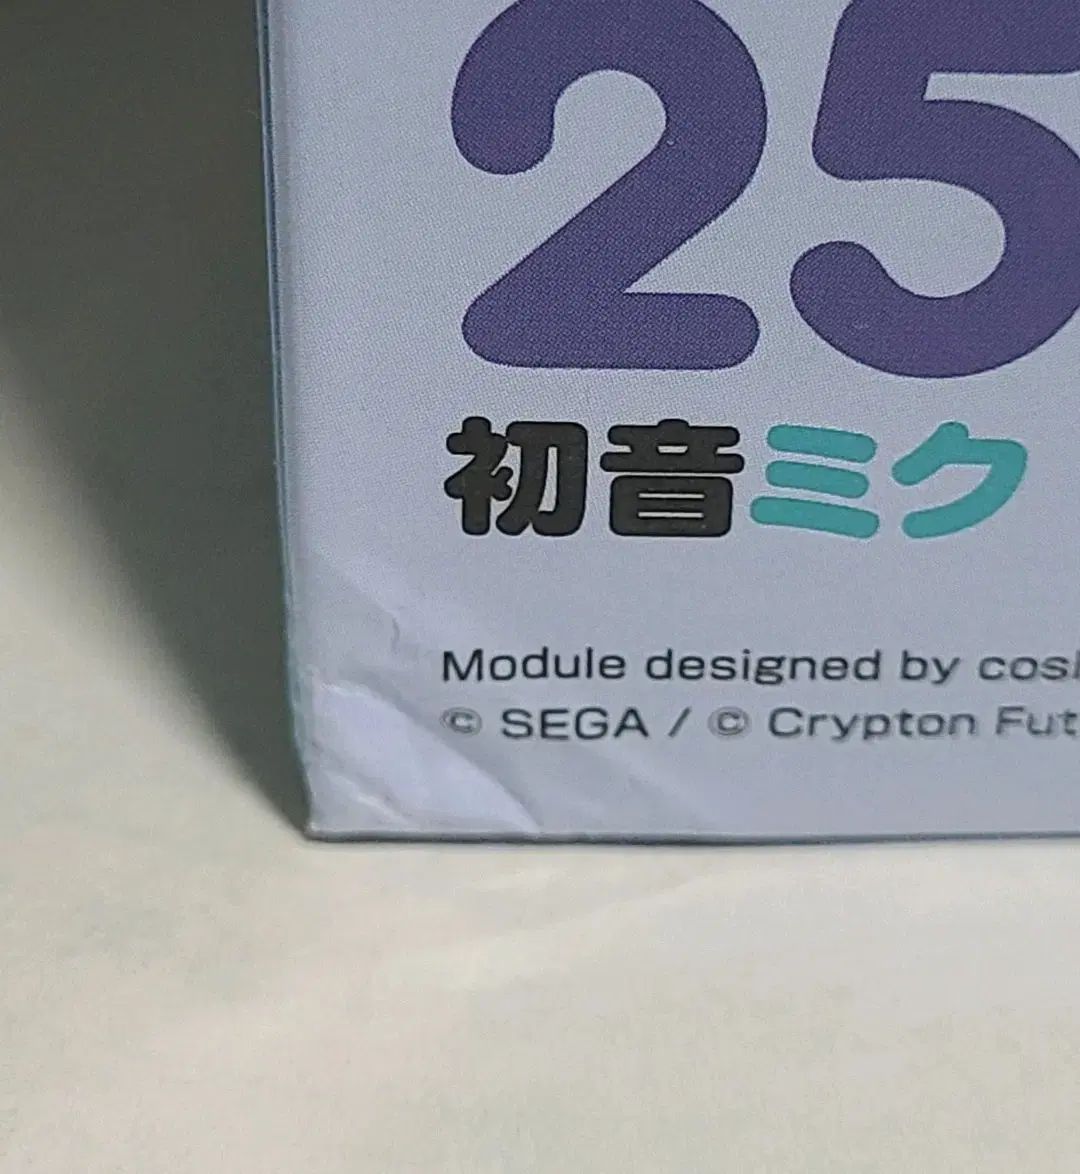 25
初音ミク
Module designed by
© SEGA / © Crypton